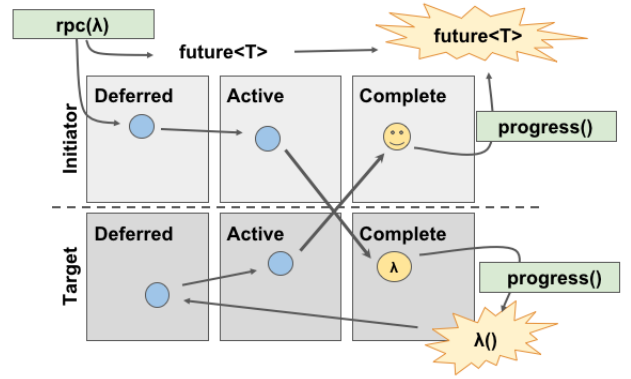 rpc(λ)
future<T>
future<T>
Initiator
Deferred
Active
Complete
progress()
Target
Deferred
Active
Complete
λ
progress()
λ()